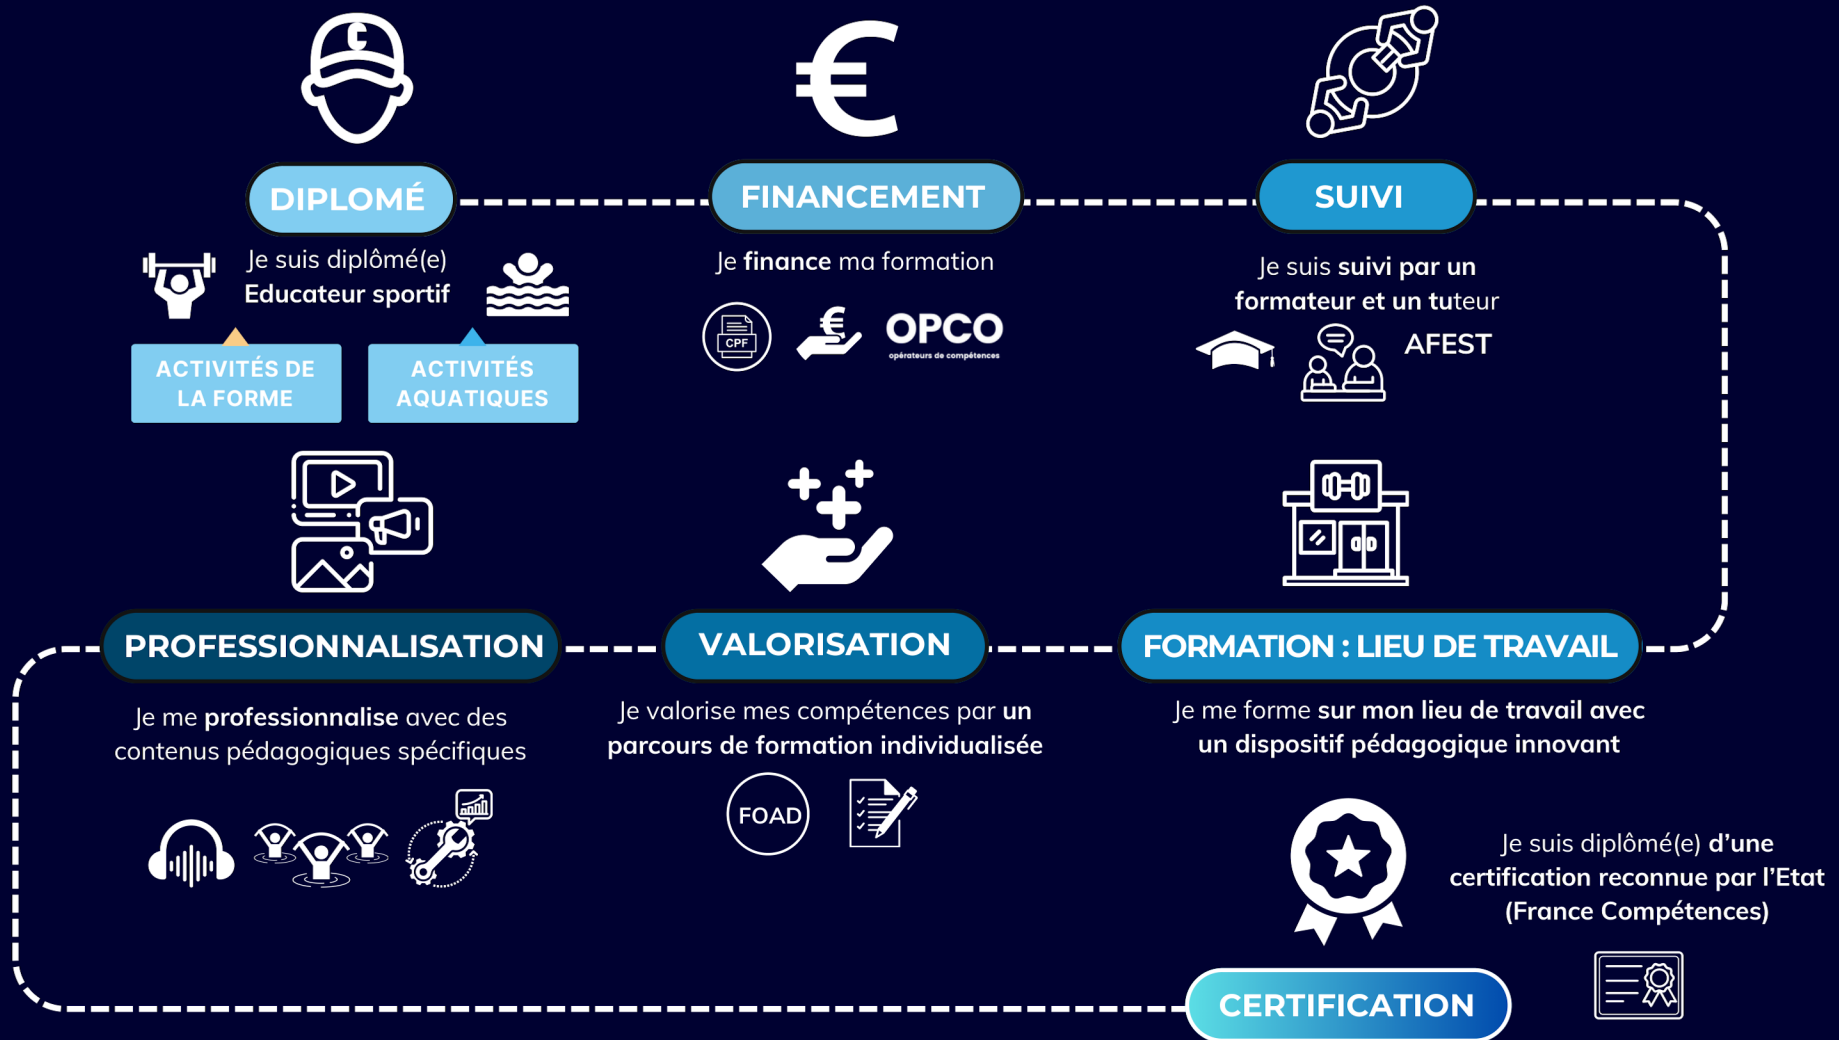 C
DIPLOMÉ
Je suis diplômé(e)
Educateur sportif
ACTIVITÉS DE
LA FORME
ACTIVITÉS
AQUATIQUES
FINANCEMENT
Je finance ma formation
CPF
OPCO
opérateurs de compétences
SUIVI
Je suis suivi par un
formateur et un tuteur
AFEST
FORMATION : LIEU DE TRAVAIL
Je me forme sur mon lieu de travail avec
un dispositif pédagogique innovant
VALORISATION
Je valorise mes compétences par un
parcours de formation individualisée
FOAD
PROFESSIONNALISATION
Je me professionnalise avec des
contenus pédagogiques spécifiques
Je suis diplômé(e) d’une
certification reconnue par l’Etat
(France Compétences)
CERTIFICATION